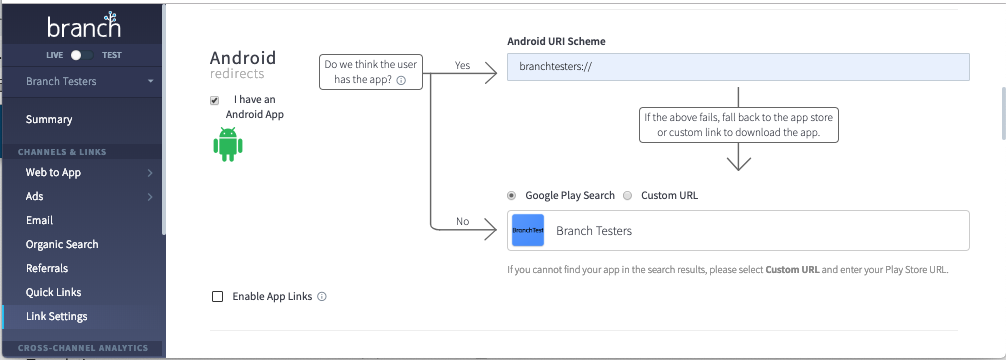 branch
LIVE TEST
Branch Testers
Summary
CHANNELS & LINKS
Web to App
Ads
Email
Organic Search
Referrals
Quick Links
Link Settings
CROSS-CHANNEL ANALYTICS
Android
redirects
I have an
Android App
Do we think the user
has the app?
Yes
No
Android URI Scheme
branchtesters://
If the above fails, fall back to the app store
or custom link to download the app.
Google Play Search Custom URL
BranchTest
Branch Testers
If you cannot find your app in the search results, please select Custom URL and enter your Play Store URL.
Enable App Links